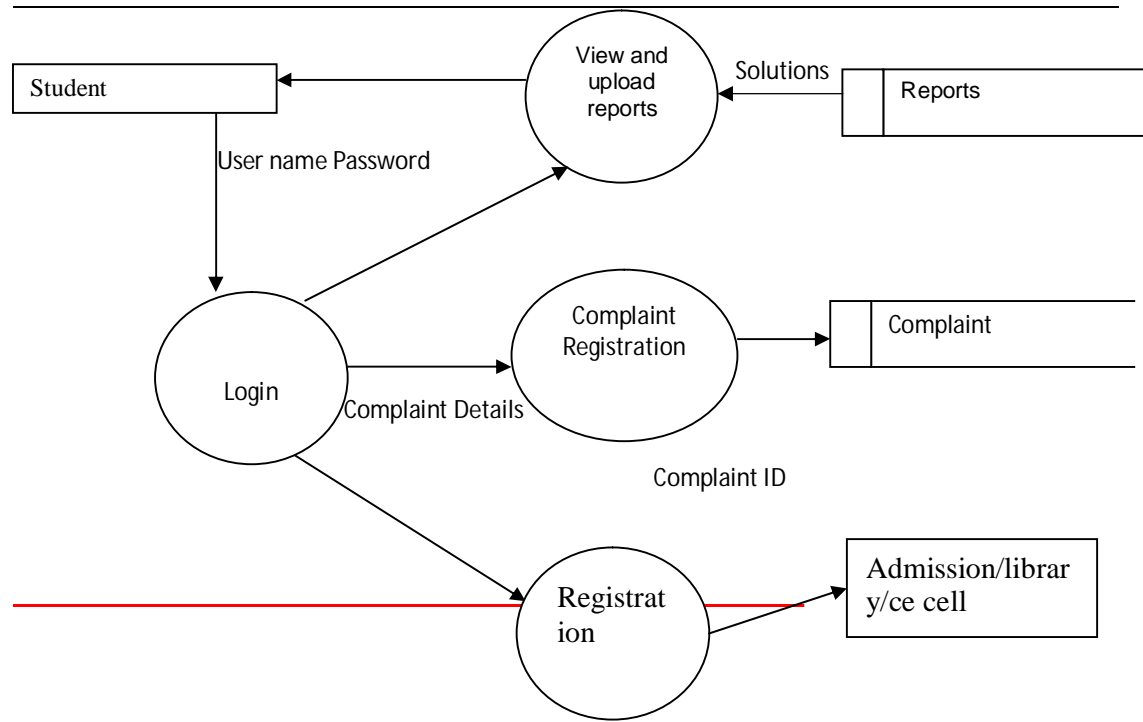 View and
upload
reports
Solutions
Reports
Student
User name Password
Complaint
Registration
Complaint
Login
Complaint Details
Complaint ID
Registrat
ion
Admission/librar
y/ce cell